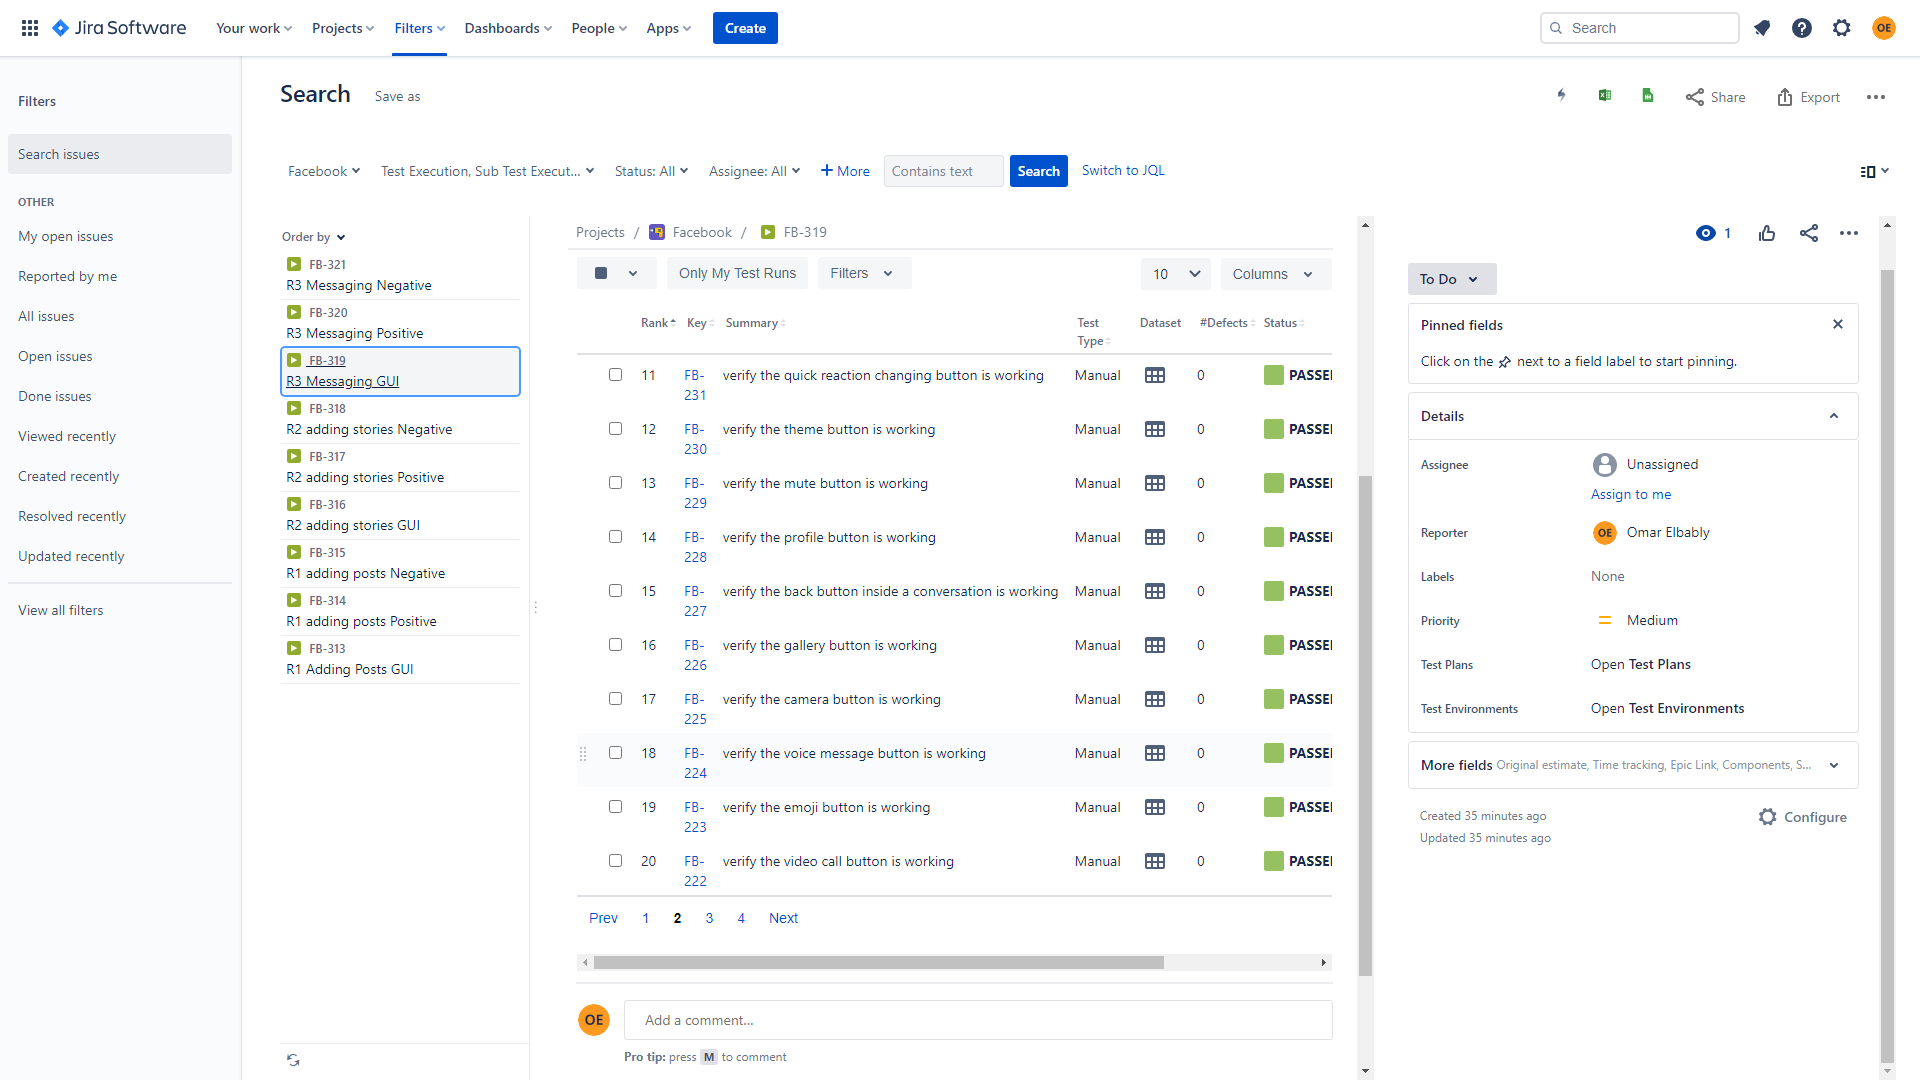 Jira Software
Your work
Projects
Filters
Dashboards
People
Apps
Create
Search
OE
Filters
Search issues
OTHER
My open issues
Reported by me
All issues
Open issues
Done issues
Viewed recently
Created recently
Resolved recently
Updated recently
View all filters
Search
Save as
Share
Export
Facebook
Test Execution, Sub Test Execut...
Status: All
Assignee: All
+ More
Contains text
Search
Switch to JQL
Order by
FB-321
R3 Messaging Negative
FB-320
R3 Messaging Positive
FB-319
R3 Messaging GUI
FB-318
R2 adding stories Negative
FB-317
R2 adding stories Positive
FB-316
R2 adding stories GUI
FB-315
R1 adding posts Negative
FB-314
R1 adding posts Positive
FB-313
R1 Adding Posts GUI
Projects / Facebook / FB-319
Only My Test Runs
Filters
10
Columns
Rank Key Summary Test Type Dataset #Defects Status
11 FB-231 verify the quick reaction changing button is working Manual 0 PASSE
12 FB-230 verify the theme button is working Manual 0 PASSE
13 FB-229 verify the mute button is working Manual 0 PASSE
14 FB-228 verify the profile button is working Manual 0 PASSE
15 FB-227 verify the back button inside a conversation is working Manual 0 PASSE
16 FB-226 verify the gallery button is working Manual 0 PASSE
17 FB-225 verify the camera button is working Manual 0 PASSE
18 FB-224 verify the voice message button is working Manual 0 PASSE
19 FB-223 verify the emoji button is working Manual 0 PASSE
20 FB-222 verify the video call button is working Manual 0 PASSE
Prev 1 2 3 4 Next
OE
Add a comment...
Pro tip: press M to comment
1
To Do
Pinned fields
Click on the next to a field label to start pinning.
Details
Assignee
Unassigned
Assign to me
Reporter
OE Omar Elbably
Labels
None
Priority
Medium
Test Plans
Open Test Plans
Test Environments
Open Test Environments
More fields Original estimate, Time tracking, Epic Link, Components, S...
Created 35 minutes ago
Configure
Updated 35 minutes ago